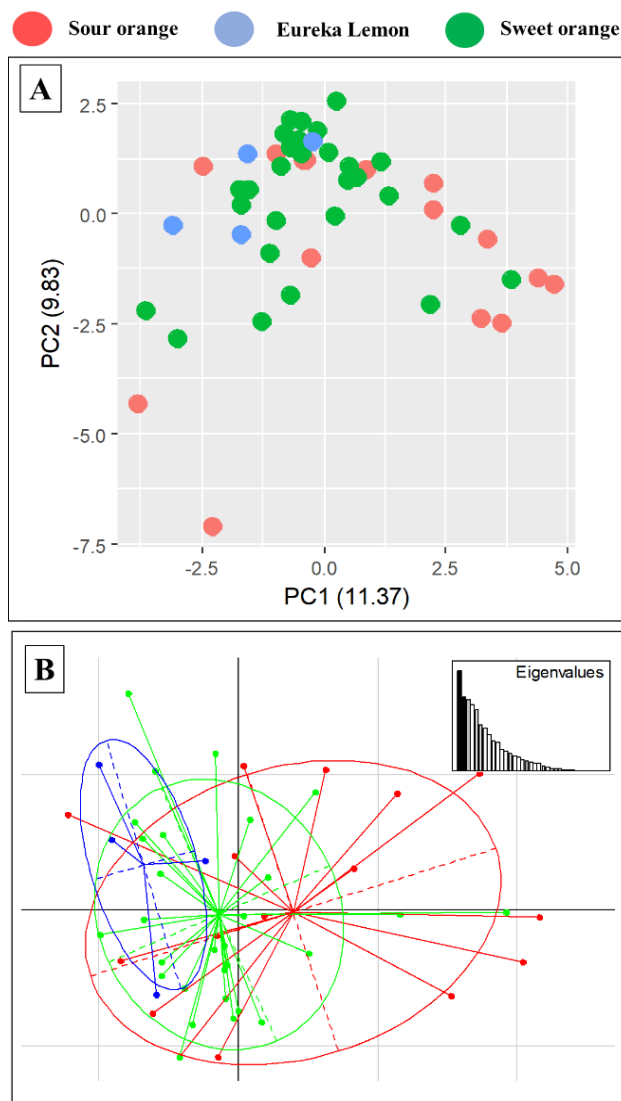 Sour orange Eureka Lemon Sweet orange
A
2.5
0.0
-2.5
-5.0
-7.5
PC2 (9.83)
-2.5 0.0 2.5 5.0
PC1 (11.37)
B
Eigenvalues